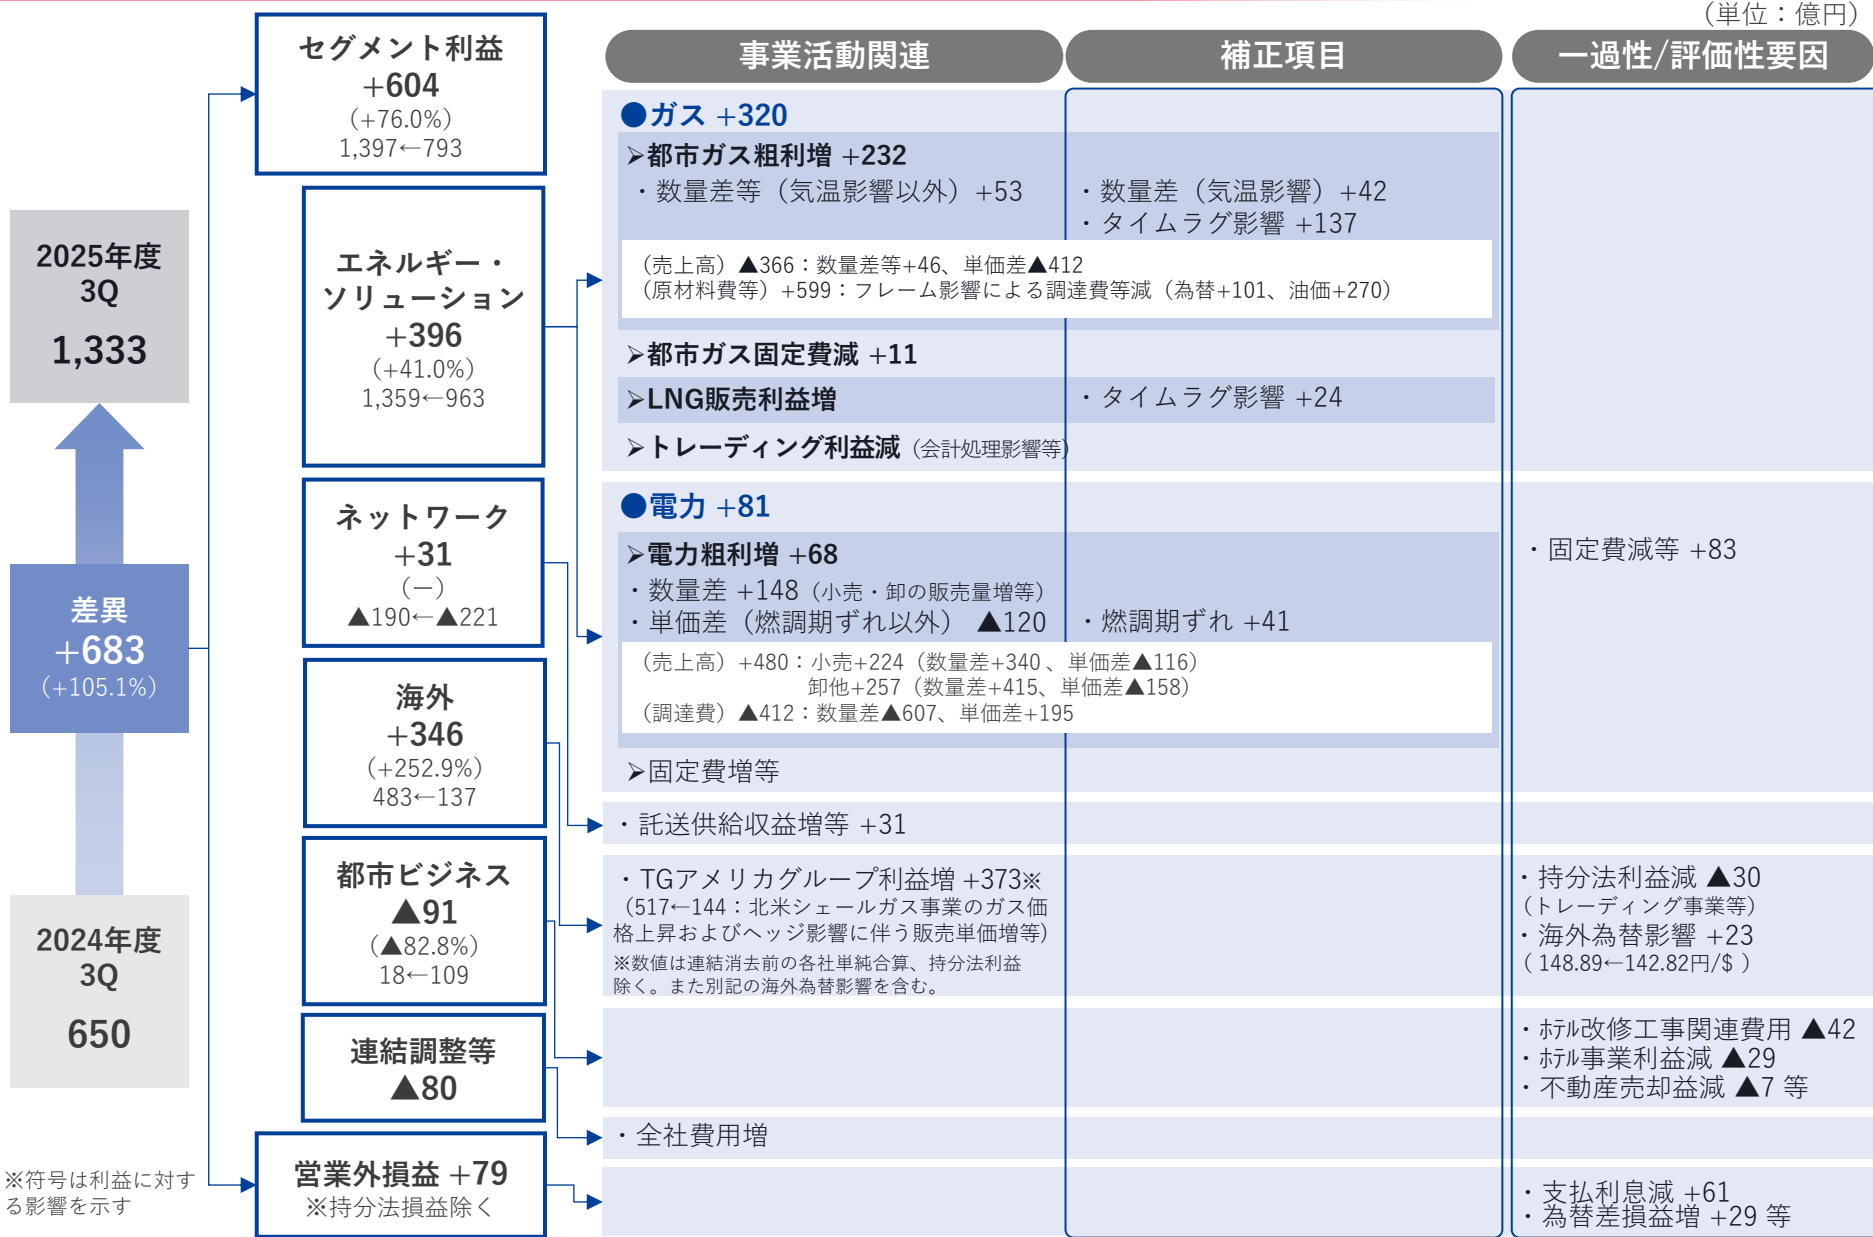 （単位：億円）
2025年度
3Q
1,333
差異
+683
(+105.1%)
2024年度
3Q
650
※符号は利益に対す
る影響を示す
セグメント利益
+604
(+76.0%)
1,397←793
エネルギー・
ソリューション
+396
(+41.0%)
1,359←963
ネットワーク
+31
(－)
▲190←▲221
海外
+346
(+252.9%)
483←137
都市ビジネス
▲91
(▲82.8%)
18←109
連結調整等
▲80
営業外損益 +79
※持分法損益除く
事業活動関連
補正項目
一過性/評価性要因
●ガス +320
➢都市ガス粗利増 +232
・数量差等（気温影響以外）+53
・数量差（気温影響）+42
・タイムラグ影響 +137
（売上高）▲366：数量差等+46、単価差▲412
（原材料費等）+599：フレーム影響による調達費等減（為替+101、油価+270）
➢都市ガス固定費減 +11
➢LNG販売利益増
・タイムラグ影響 +24
➢トレーディング利益減（会計処理影響等）
●電力 +81
➢電力粗利増 +68
・数量差 +148（小売・卸の販売量増等）
・単価差（燃調期ずれ以外） ▲120
・燃調期ずれ +41
・固定費減等 +83
（売上高）+480：小売+224（数量差+340 、単価差▲116）
卸他+257（数量差+415、単価差▲158）
（調達費）▲412：数量差▲607、単価差+195
➢固定費増等
・託送供給収益増等 +31
・TGアメリカグループ利益増 +373※
（517←144：北米シェールガス事業のガス価
格上昇およびヘッジ影響に伴う販売単価増等）
※数値は連結消去前の各社単純合算、持分法利益
除く。また別記の海外為替影響を含む。
・持分法利益減 ▲30
（トレーディング事業等）
・海外為替影響 +23
（ 148.89←142.82円/$ ）
・ﾎﾃﾙ改修工事関連費用 ▲42
・ﾎﾃﾙ事業利益減 ▲29
・不動産売却益減 ▲7 等
・全社費用増
・支払利息減 +61
・為替差損益増 +29 等